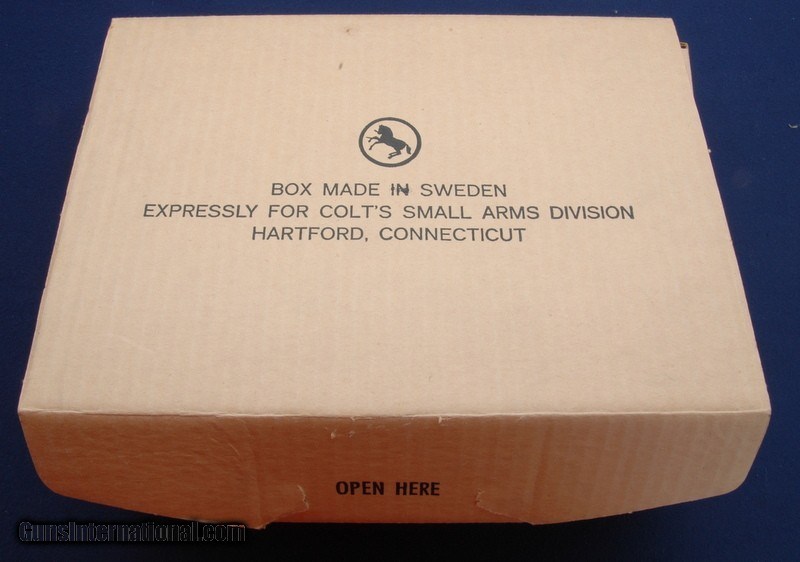 BOX MADE IN SWEDEN
EXPRESSLY FOR COLT'S SMALL ARMS DIVISION
HARTFORD, CONNECTICUT
OPEN HERE
GunsInternational.com